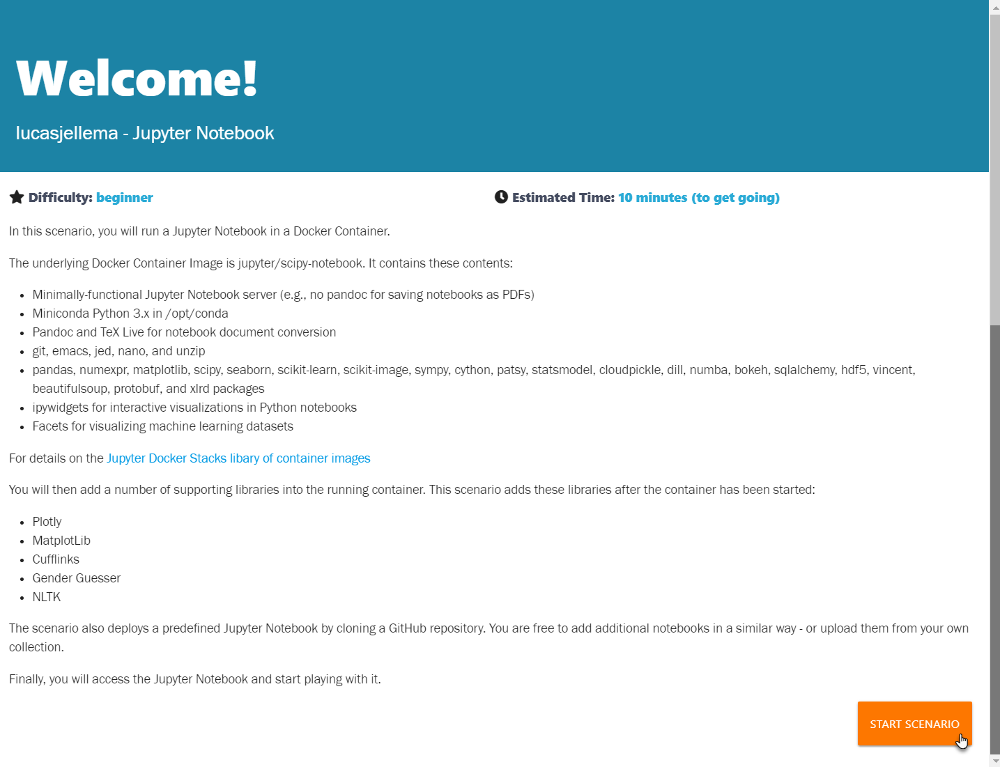 Welcome!
lucasjellema - Jupyter Notebook
Difficulty: beginner
Estimated Time: 10 minutes (to get going)
In this scenario, you will run a Jupyter Notebook in a Docker Container.
The underlying Docker Container Image is jupyter/scipy-notebook. It contains these contents:
• Minimally-functional Jupyter Notebook server (e.g., no pandoc for saving notebooks as PDFs)
• Miniconda Python 3.x in /opt/conda
• Pandoc and TeX Live for notebook document conversion
• git, emacs, jed, nano, and unzip
• pandas, numexpr, matplotlib, scipy, seaborn, scikit-learn, scikit-image, sympy, cython, patsy, statsmodel, cloudpickle, dill, numba, bokeh, sqlalchemy, hdf5, vincent,
beautifulsoup, protobuf, and xlrd packages
• ipywidgets for interactive visualizations in Python notebooks
• Facets for visualizing machine learning datasets
For details on the Jupyter Docker Stacks libary of container images
You will then add a number of supporting libraries into the running container. This scenario adds these libraries after the container has been started:
• Plotly
• MatplotLib
• Cufflinks
• Gender Guesser
• NLTK
The scenario also deploys a predefined Jupyter Notebook by cloning a GitHub repository. You are free to add additional notebooks in a similar way - or upload them from your own
collection.
Finally, you will access the Jupyter Notebook and start playing with it.
START SCENARIO